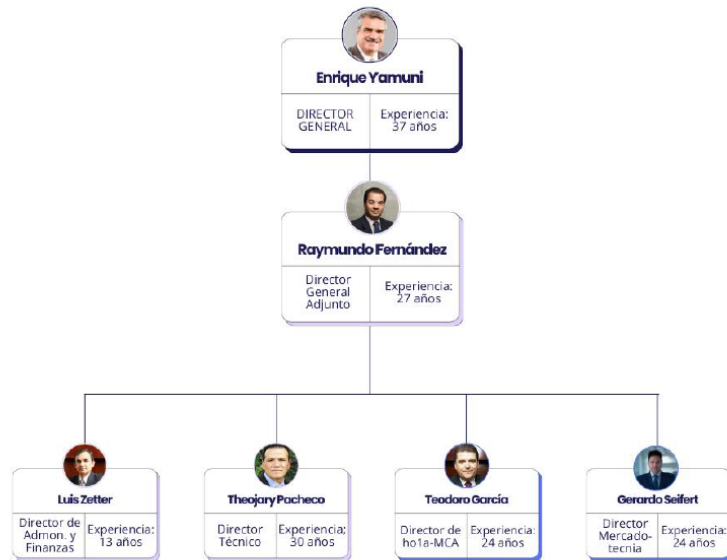 Enrique Yamuni
DIRECTOR
GENERAL
Experiencia:
37 años
Raymundo Fernández
Director
General
Adjunto
Experiencia:
27 años
Luis Zetter
Director de
Admon. y
Finanzas
Experiencia:
13 años
Theojary Pacheco
Director
Técnico
Experiencia;
30 años
Teodoro García
Director de
ho1a-MCA
Experiencia:
24 años
Gerardo Seifert
Director
Mercado-
tecnia
Experiencia:
24 años